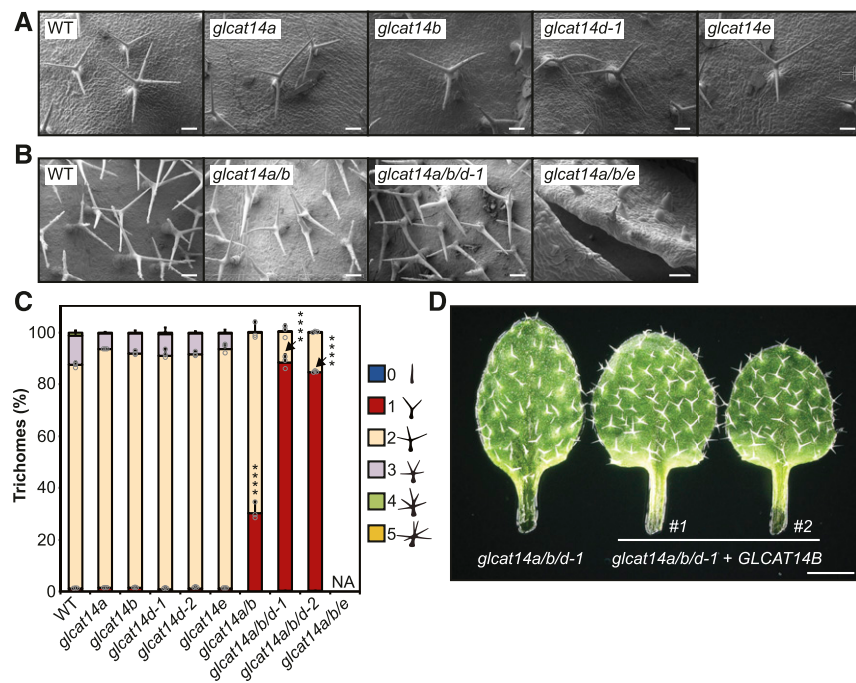 A
WT
glcat14a
glcat14b
glcat14d-1
glcat14e
B
WT
glcat14a/b
glcat14a/b/d-1
glcat14a/b/e
C
Trichomes (%)
100
80
60
40
20
0
****
****
****
NA
WT
glcat14a
glcat14b
glcat14d-1
glcat14d-2
glcat14e
glcat14a/b
glcat14a/b/d-1
glcat14a/b/d-2
glcat14a/b/e
0
1
2
3
4
5
D
#1
#2
glcat14a/b/d-1
glcat14a/b/d-1 + GLCAT14B